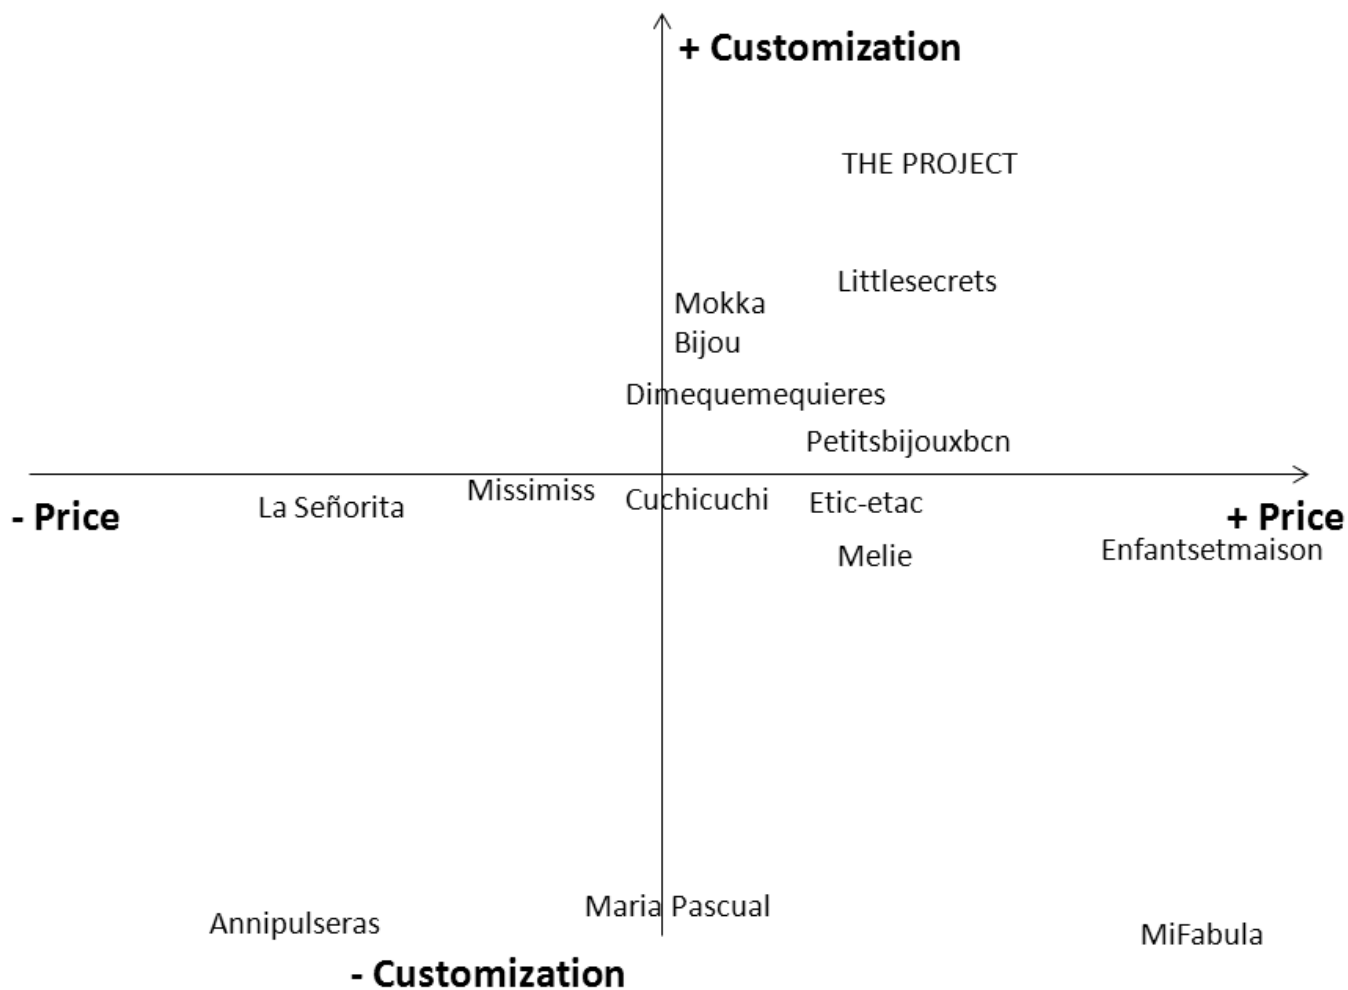 + Customization
THE PROJECT
Littlesecrets
Mokka
Bijou
Dimequemequieres
Petitsbijouxbcn
Missimiss
Cuchicuchi
Etic-etac
La Señorita
- Price
+ Price
Enfantsetmaison
Melie
Maria Pascual
Annipulseras
MiFabula
- Customization